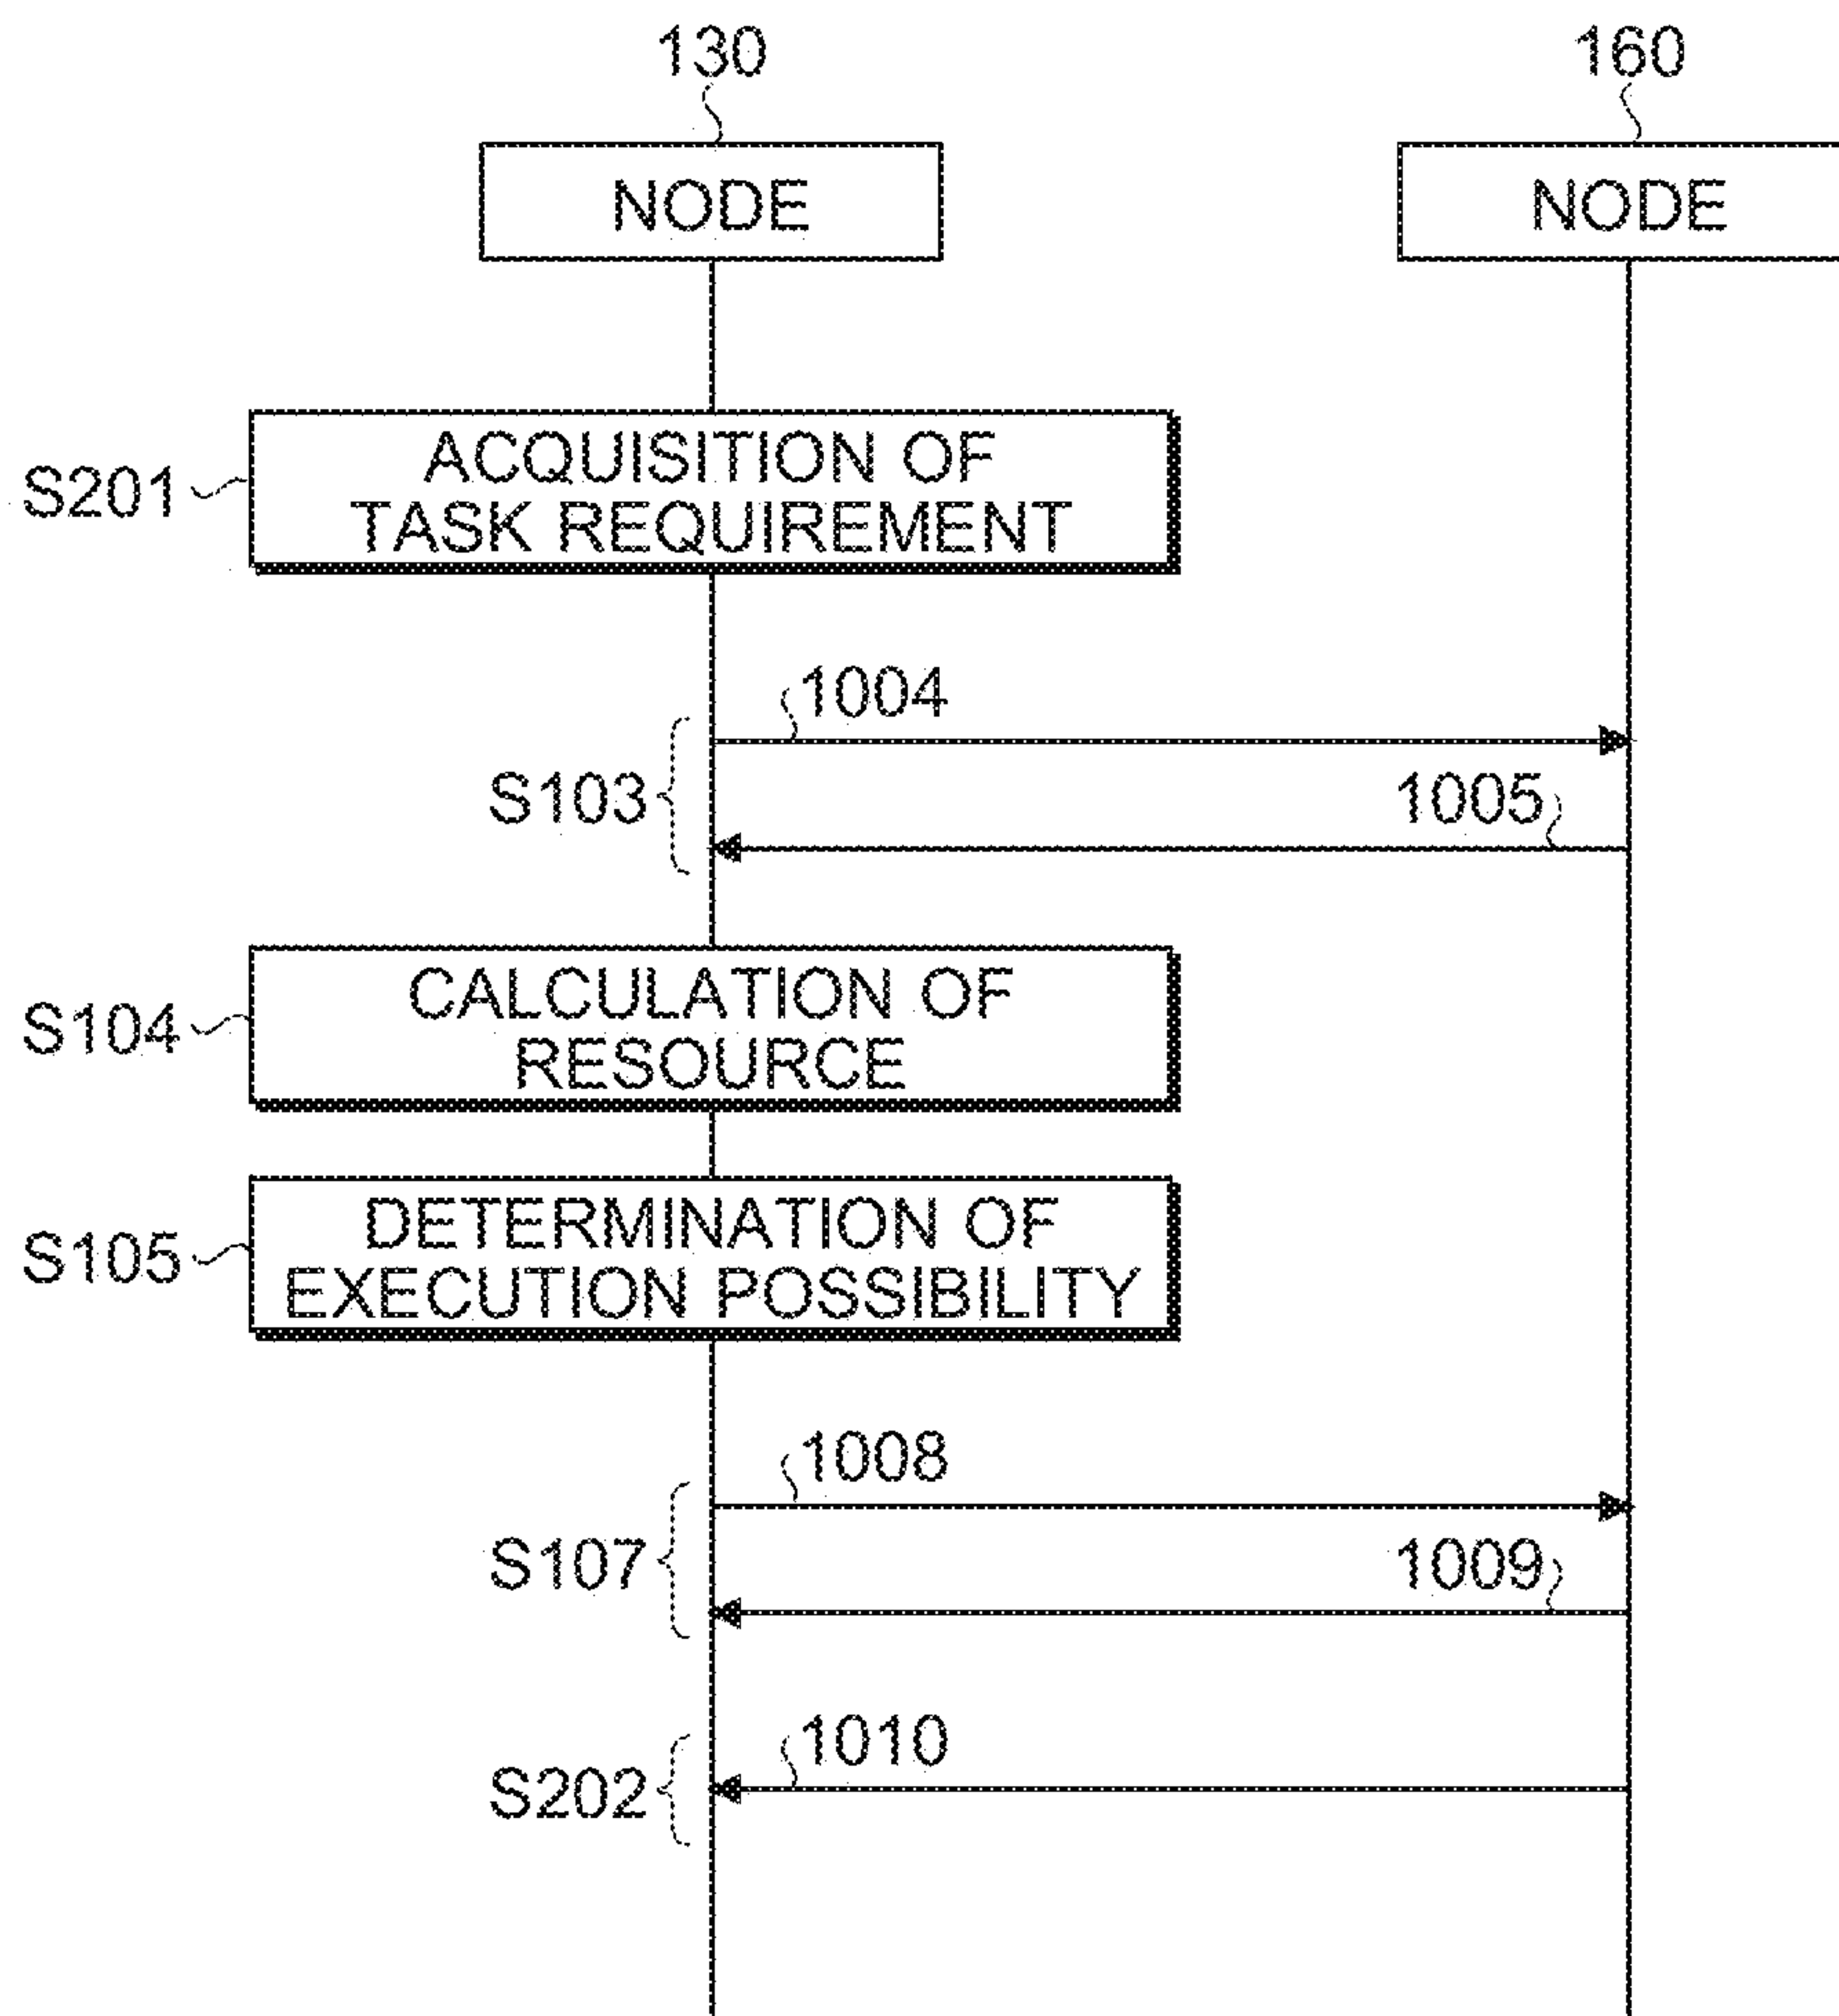 130
160
NODE
NODE
S201
ACQUISITION OF
TASK REQUIREMENT
1004
S103
1005
S104
CALCULATION OF
RESOURCE
S105
DETERMINATION OF
EXECUTION POSSIBILITY
1008
S107
1009
1010
S202